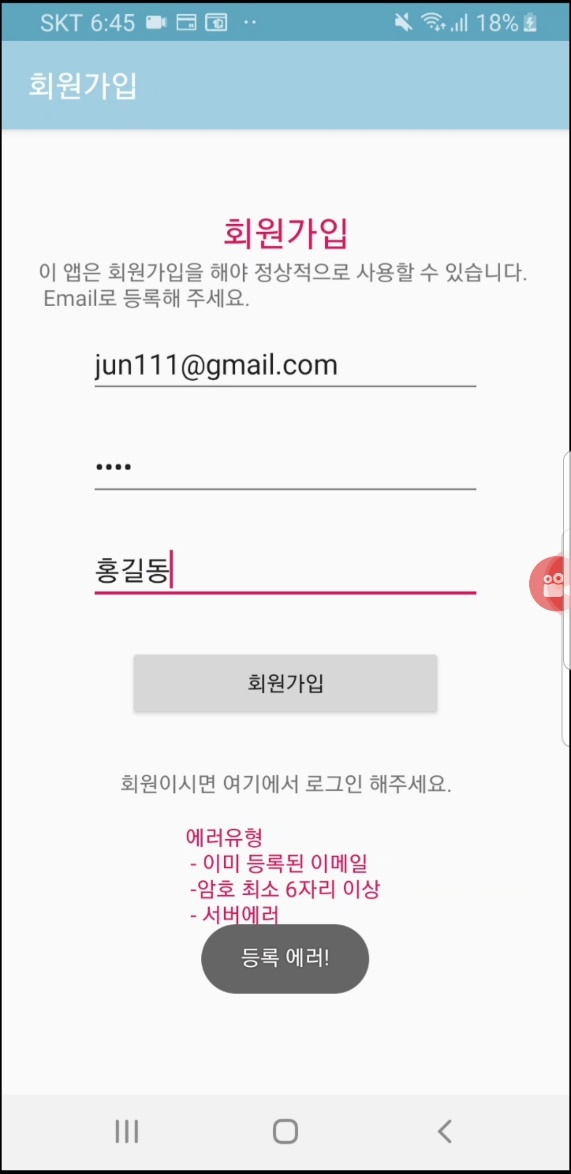 SKT 6:45 18%
회원가입
회원가입
이 앱은 회원가입을 해야 정상적으로 사용할 수 있습니다.
Email로 등록해 주세요.
jun111@gmail.com
••••
홍길동
회원가입
회원이시면 여기에서 로그인 해주세요.
에러유형
- 이미 등록된 이메일
-암호 최소 6자리 이상
- 서버에러
등록 에러!